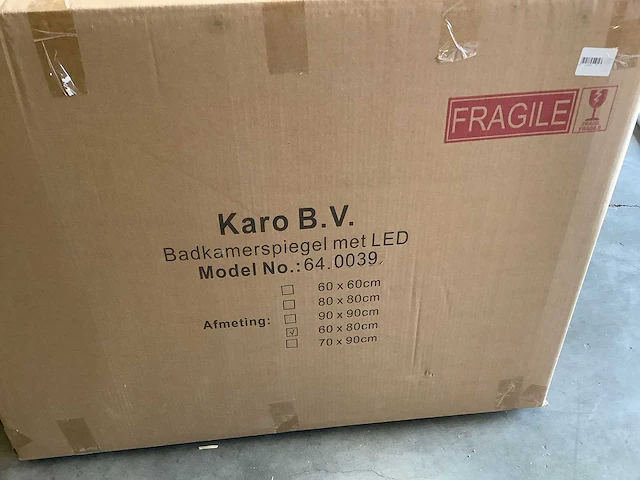 FRAGILE
Karo B.V.
Badkamerspiegel met LED
Model No.:64.0039
Afmeting:
60 x 60cm
80 x 80cm
90 x 90cm
60 x 80cm
70 x 90cm